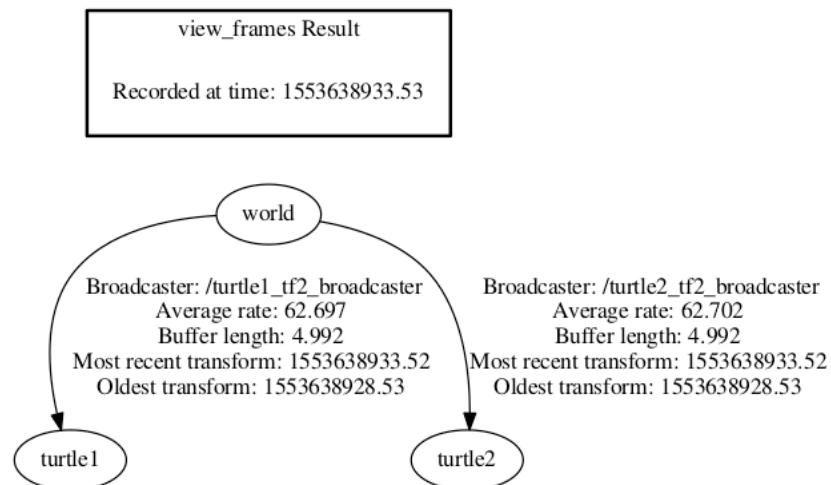 view_frames Result
Recorded at time: 1553638933.53
world
Broadcaster: /turtle1_tf2_broadcaster
Average rate: 62.697
Buffer length: 4.992
Most recent transform: 1553638933.52
Oldest transform: 1553638928.53
Broadcaster: /turtle2_tf2_broadcaster
Average rate: 62.702
Buffer length: 4.992
Most recent transform: 1553638933.52
Oldest transform: 1553638928.53
turtle1
turtle2